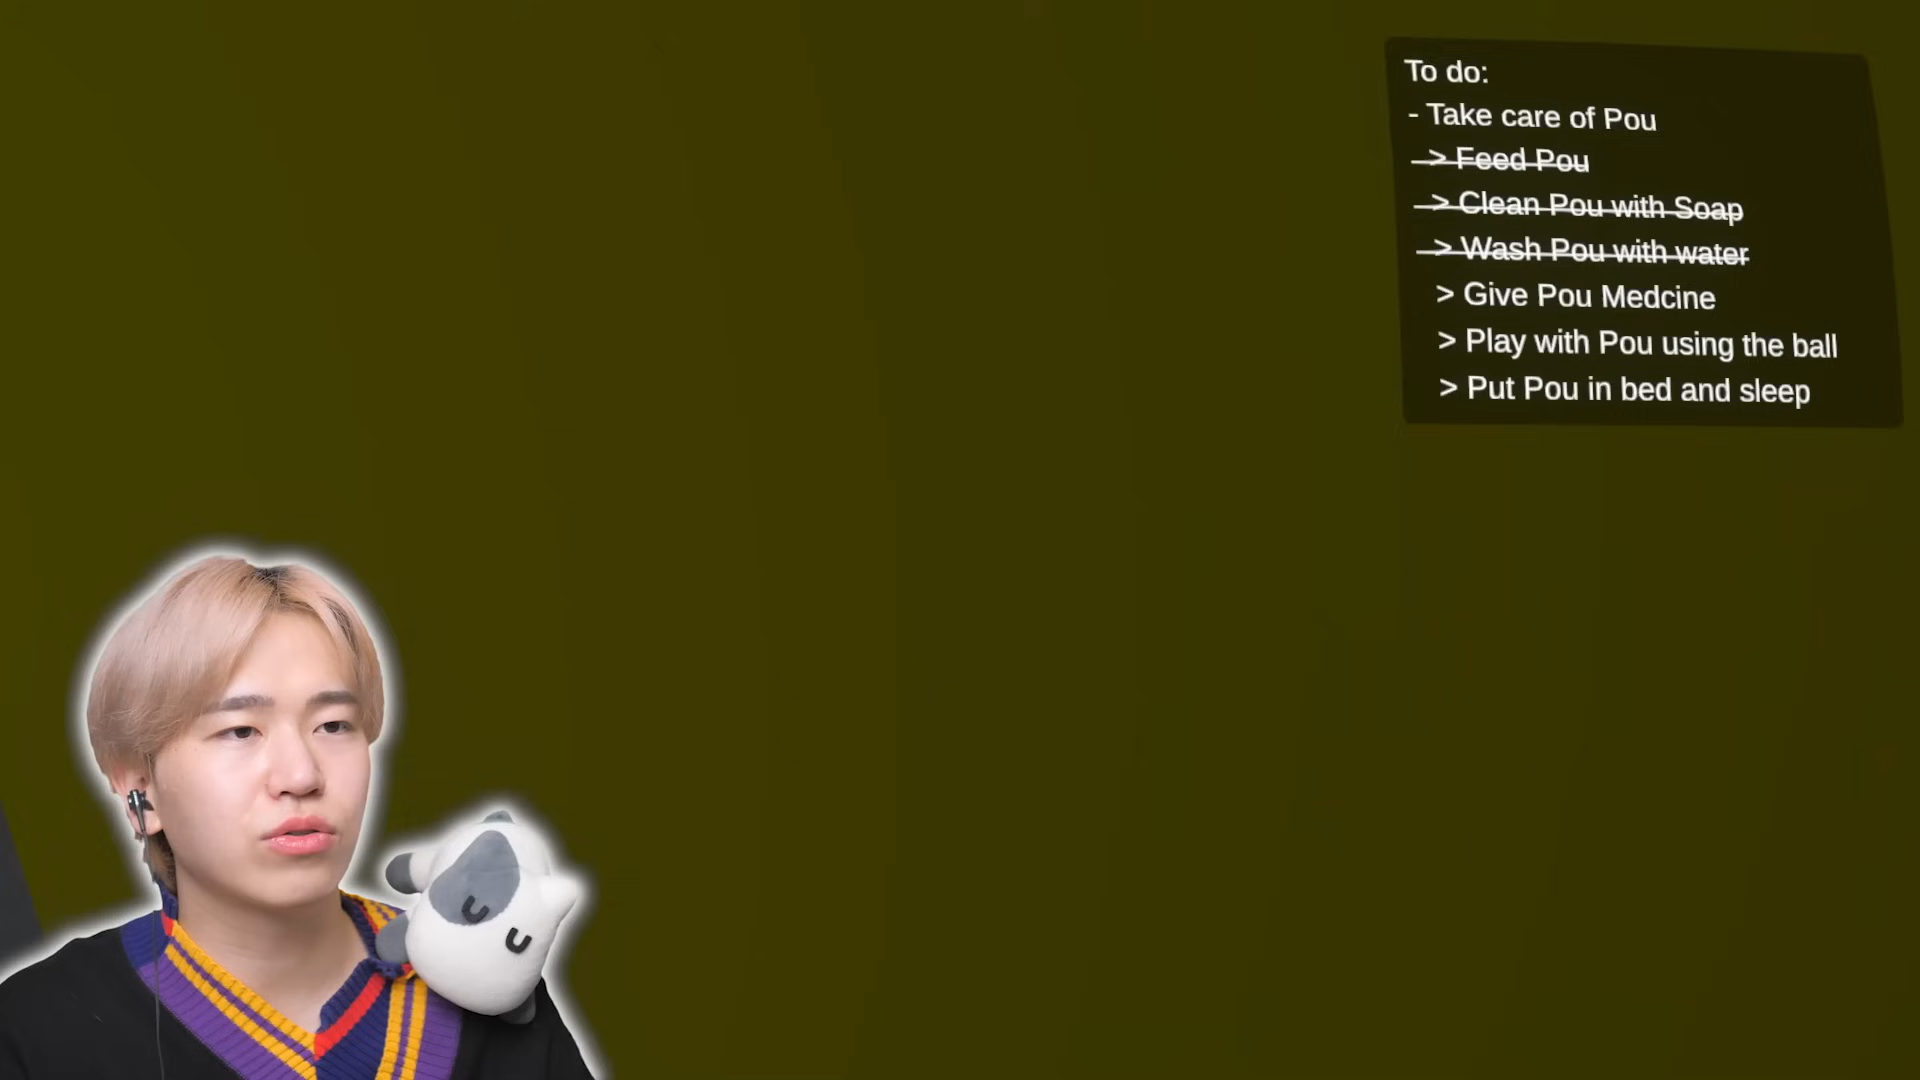 To do:
- Take care of Pou
> Feed Pou
> Clean Pou with Soap
> Wash Pou with water
> Give Pou Medcine
> Play with Pou using the ball
> Put Pou in bed and sleep